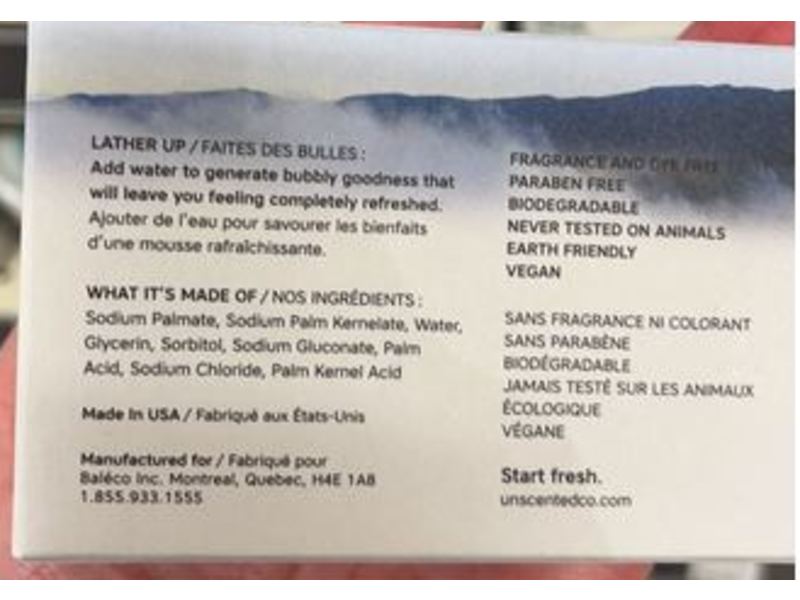 LATHER UP / FAITES DES BULLES :
Add water to generate bubbly goodness that
will leave you feeling completely refreshed.
Ajouter de l'eau pour savourer les bienfaits
d'une mousse rafraîchissante.
WHAT IT'S MADE OF / NOS INGRÉDIENTS :
Sodium Palmate, Sodium Palm Kernelate, Water,
Glycerin, Sorbitol, Sodium Gluconate, Palm
Acid, Sodium Chloride, Palm Kernel Acid
Made in USA / Fabriqué aux États-Unis
Manufactured for / Fabriqué pour
Baléco Inc. Montreal, Quebec, H4E 1A8
1.855.933.1555
FRAGRANCE AND DYE FREE
PARABEN FREE
BIODEGRADABLE
NEVER TESTED ON ANIMALS
EARTH FRIENDLY
VEGAN
SANS FRAGRANCE NI COLORANT
SANS PARABÈNE
BIODÉGRADABLE
JAMAIS TESTÉ SUR LES ANIMAUX
ÉCOLOGIQUE
VÉGANE
Start fresh.
unscentedco.com